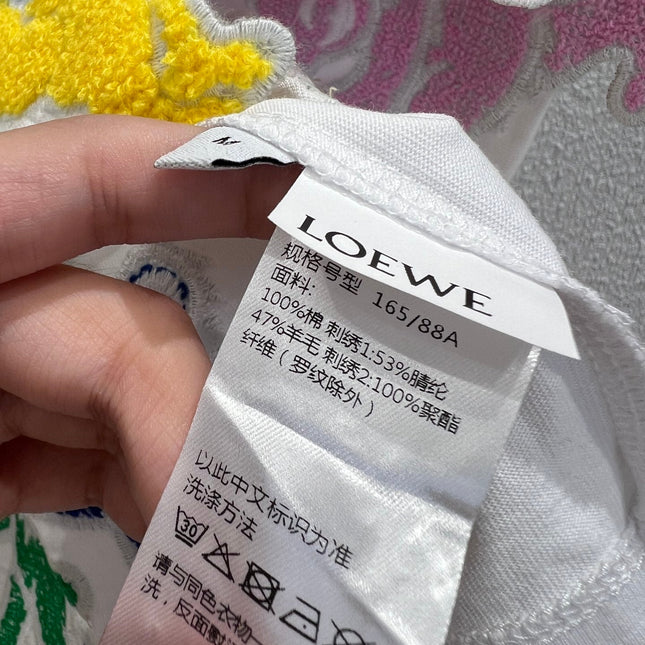 LOEWE
规格号型 165/88A
面料:
100%棉 刺绣1:53%腈纶
47%羊毛 刺绣2:100%聚酯
纤维（罗纹除外）
以此中文标识为准
洗涤方法
30
请与同色衣物一
洗, 反面熨